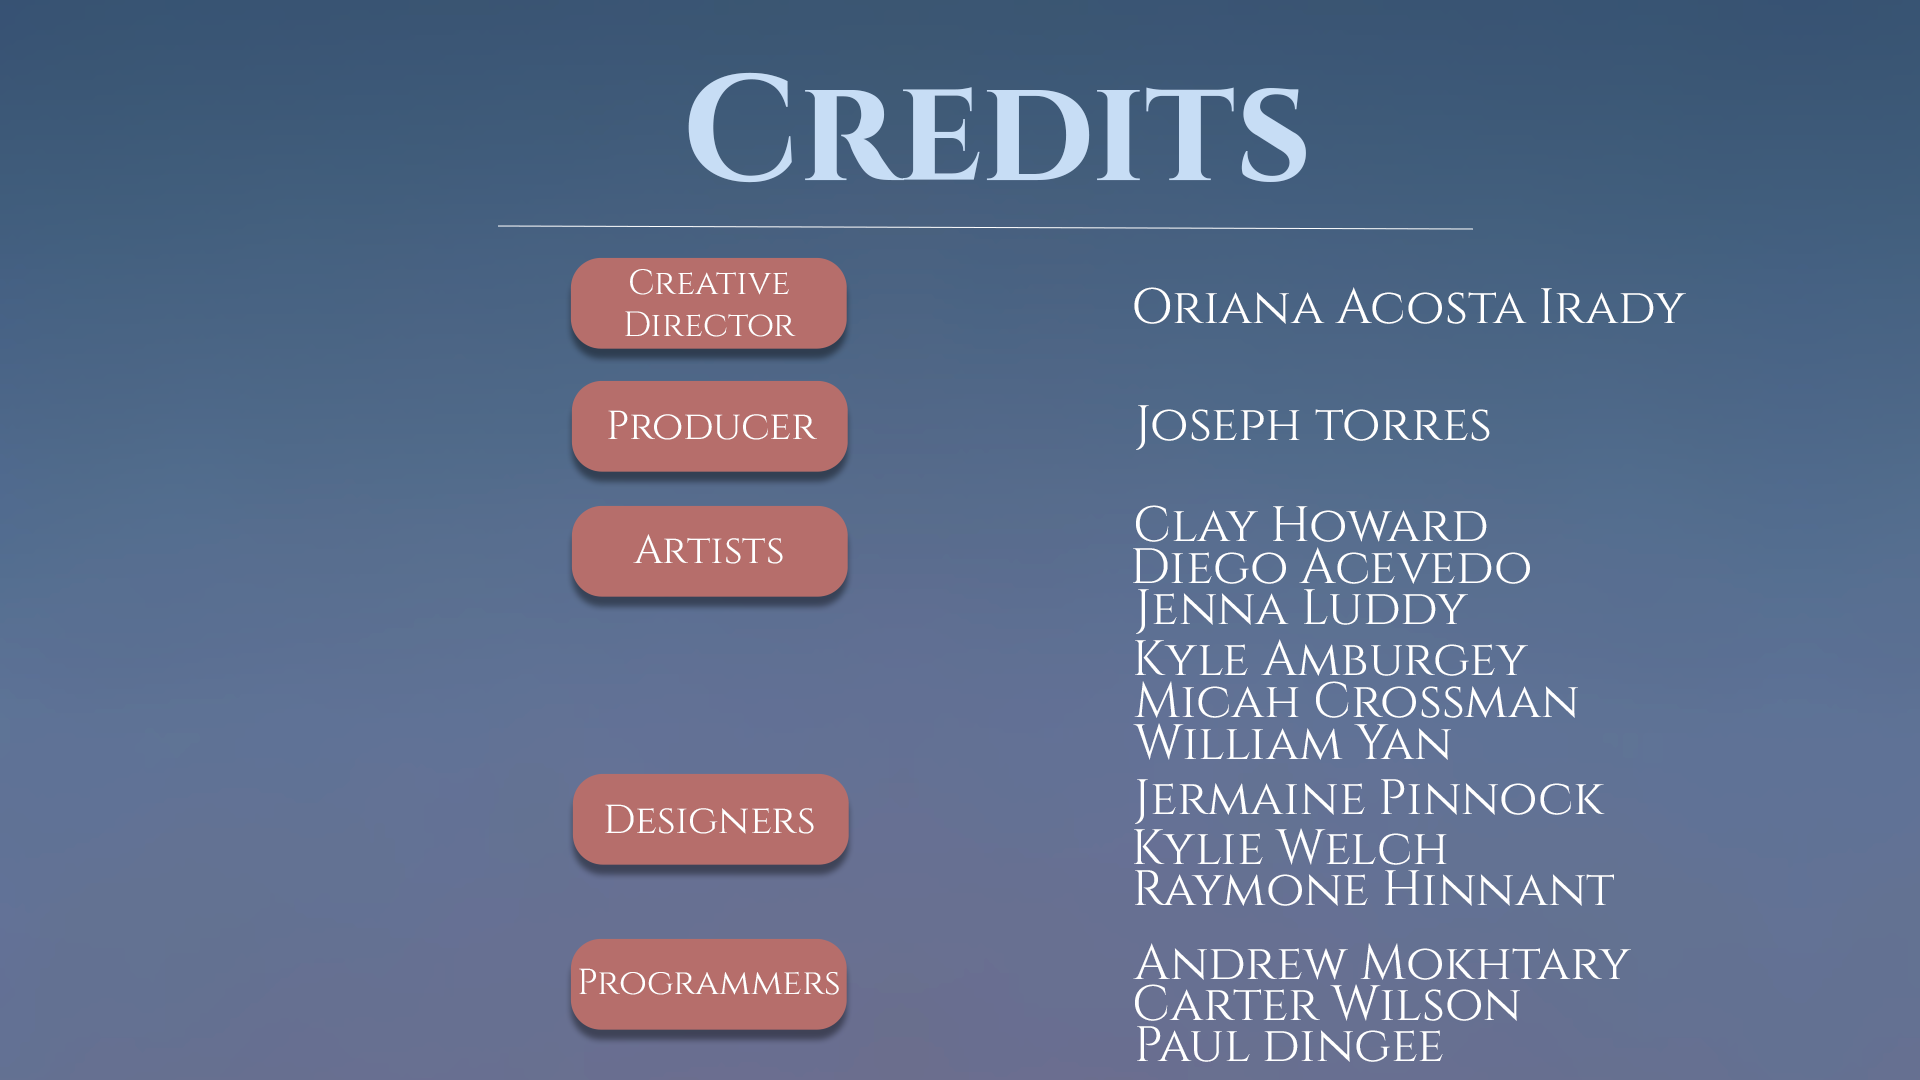 Credits
Creative
Director
Oriana Acosta Irady
Producer
Joseph torres
Artists
Clay Howard
Diego Acevedo
Jenna Luddy
Kyle Amburgey
Micah Crossman
William Yan
Designers
Jermaine Pinnock
Kylie Welch
Raymone Hinnant
Programmers
Andrew Mokhtary
Carter Wilson
Paul dingee